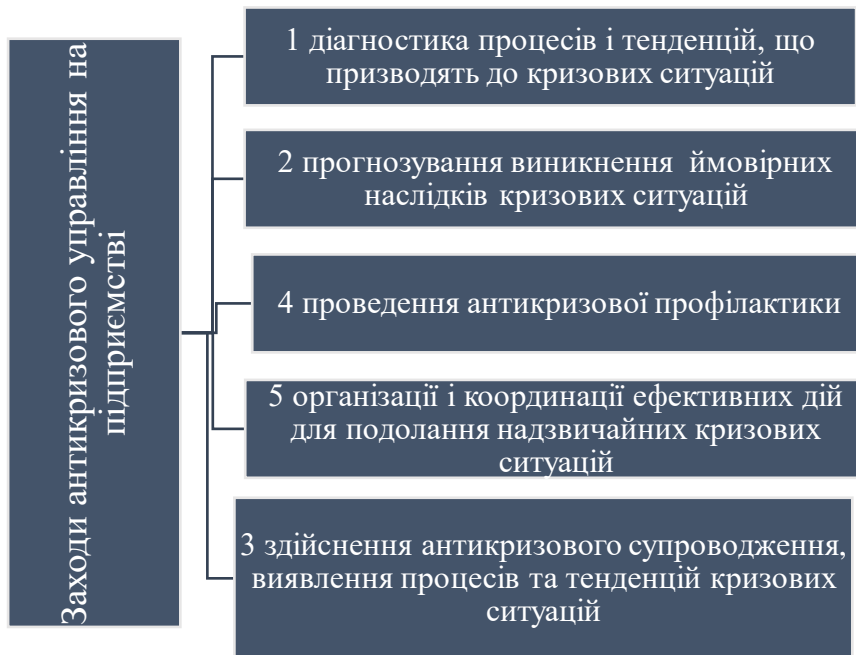 Заходи антикризового управління на
підприємстві
1 діагностика процесів і тенденцій, що
призводять до кризових ситуацій
2 прогнозування виникнення ймовірних
наслідків кризових ситуацій
4 проведення антикризової профілактики
5 організації і координації ефективних дій
для подолання надзвичайних кризових
ситуацій
3 здійснення антикризового супроводження,
виявлення процесів та тенденцій кризових
ситуацій